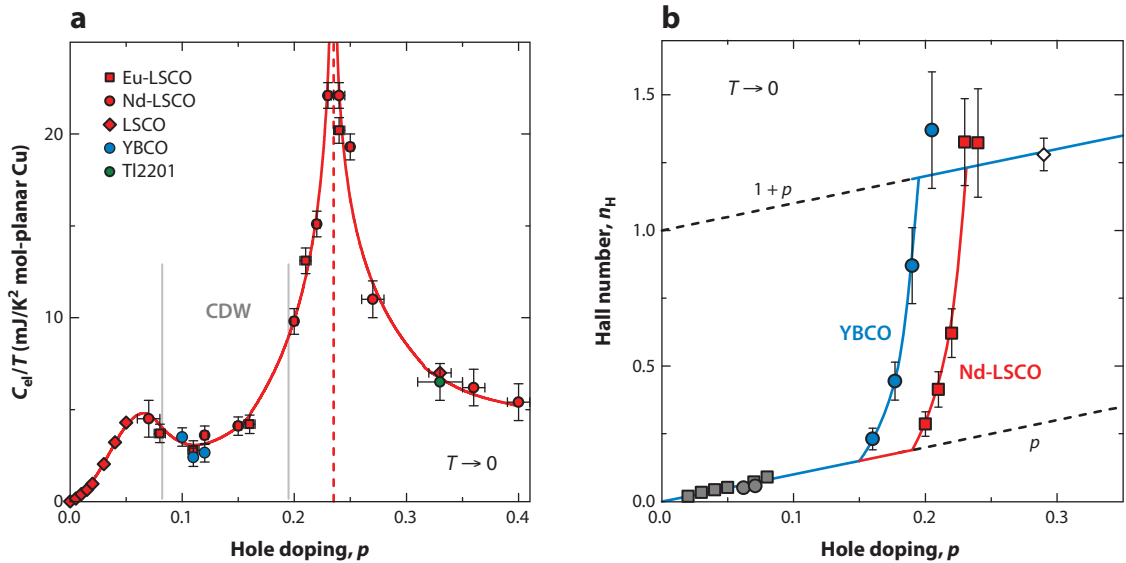 a
C_el/T (mJ/K² mol-planar Cu)
20
10
0
Eu-LSCO
Nd-LSCO
LSCO
YBCO
Tl2201
CDW
T → 0
0.0
0.1
0.2
0.3
0.4
Hole doping, p
b
Hall number, n_H
1.5
1.0
0.5
0.0
T → 0
1 + p
YBCO
Nd-LSCO
p
0.0
0.1
0.2
0.3
Hole doping, p